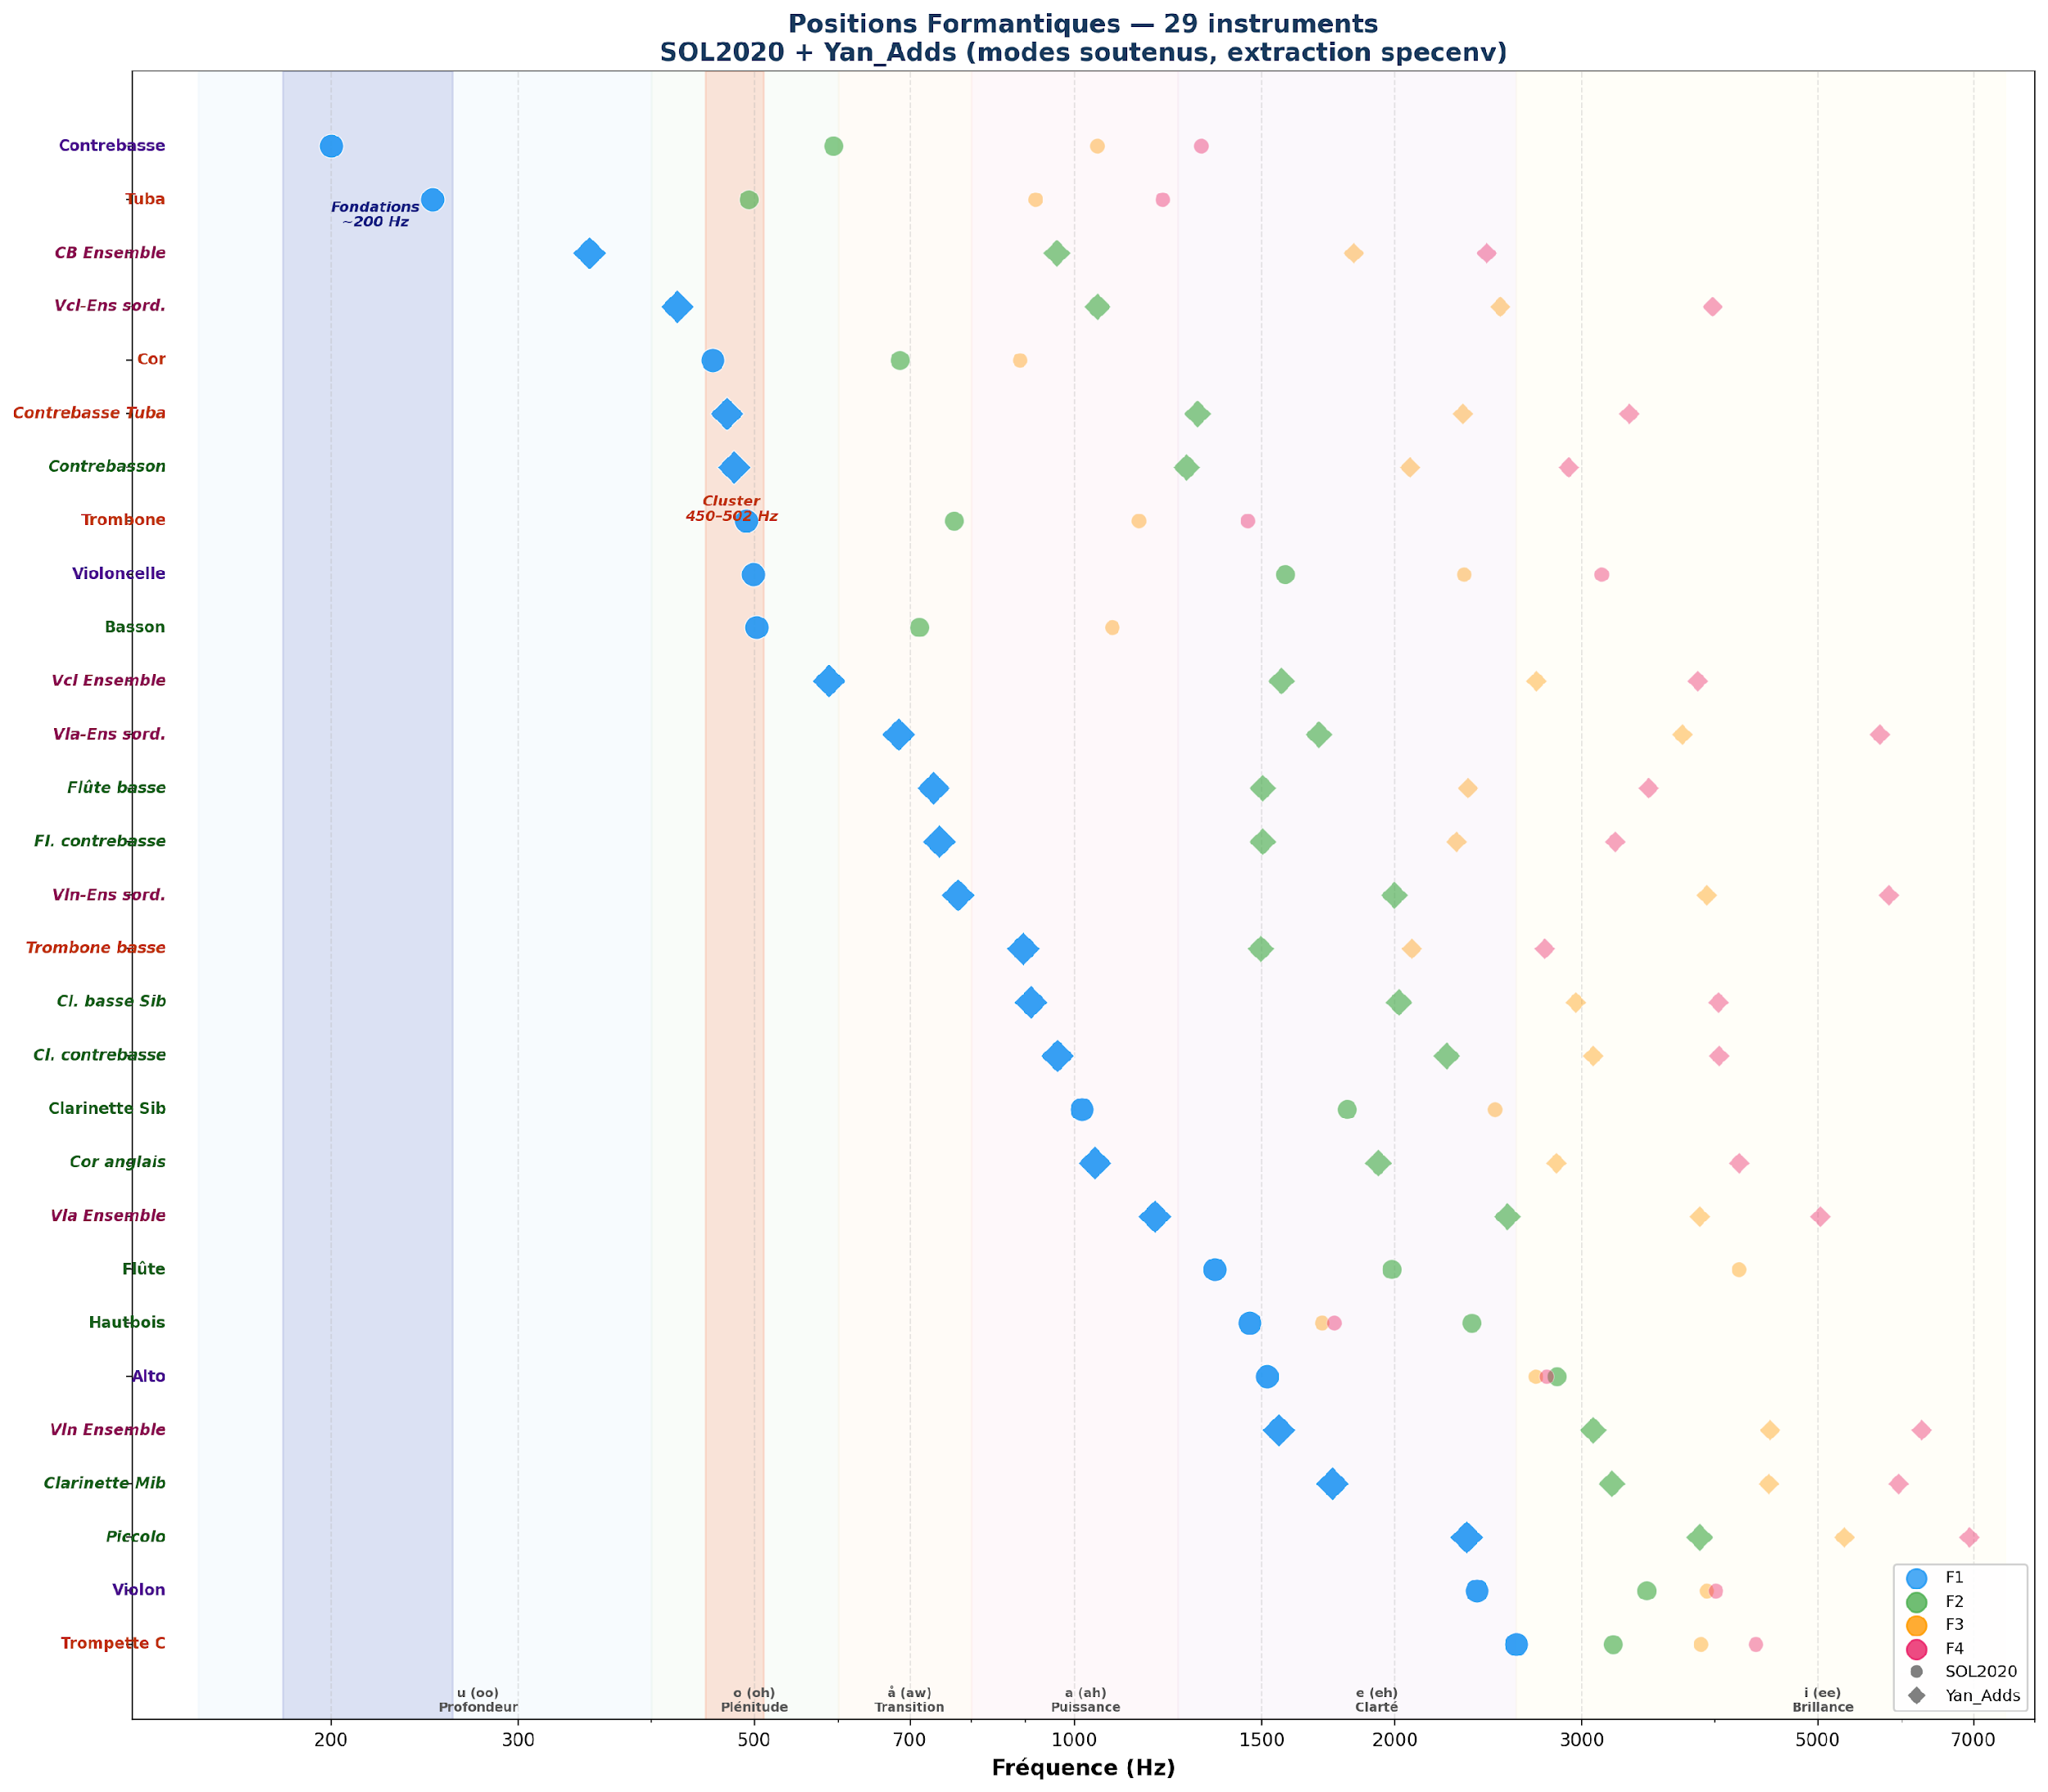 Positions Formantiques — 29 instruments
SOL2020 + Yan_Adds (modes soutenus, extraction specenv)
Contrebasse
Tuba
Fondations
~200 Hz
CB Ensemble
Vcl-Ens sord.
Cor
Contrebasse Tuba
Contrebasson
Cluster
450–502 Hz
Trombone
Violoncelle
Basson
Vcl Ensemble
Vla-Ens sord.
Flûte basse
Fl. contrebasse
Vln-Ens sord.
Trombone basse
Cl. basse Sib
Cl. contrebasse
Clarinette Sib
Cor anglais
Vla Ensemble
Flûte
Hautbois
Alto
Vln Ensemble
Clarinette Mib
Piccolo
Violon
Trompette C
F1
F2
F3
F4
SOL2020
Yan_Adds
u (oo)
Profondeur
o (oh)
Plénitude
å (aw)
Transition
a (ah)
Puissance
e (eh)
Clarté
i (ee)
Brillance
200 300 500 700 1000 1500 2000 3000 5000 7000
Fréquence (Hz)